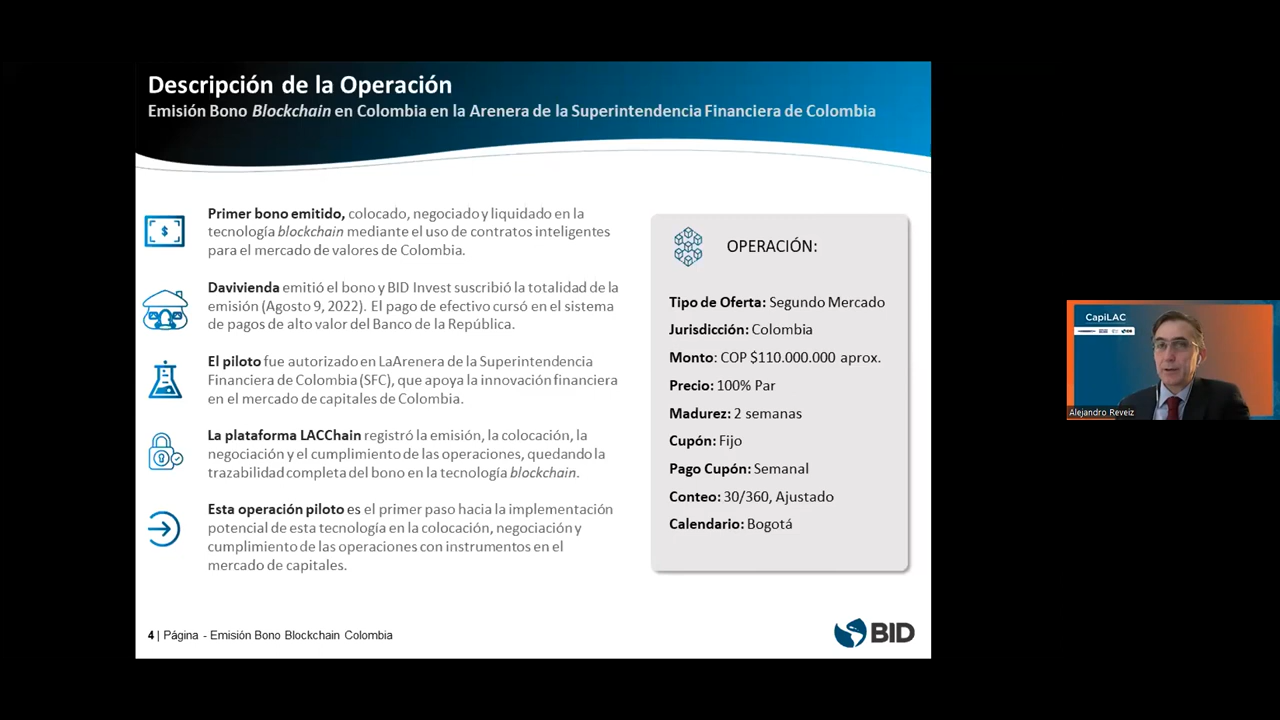 Descripción de la Operación
Emisión Bono Blockchain en Colombia en la Arenera de la Superintendencia Financiera de Colombia
Primer bono emitido, colocado, negociado y liquidado en la
tecnología blockchain mediante el uso de contratos inteligentes
para el mercado de valores de Colombia.
Davivienda emitió el bono y BID Invest suscribió la totalidad de la
emisión (Agosto 9, 2022). El pago de efectivo cursó en el sistema
de pagos de alto valor del Banco de la República.
El piloto fue autorizado en LaArenera de la Superintendencia
Financiera de Colombia (SFC), que apoya la innovación financiera
en el mercado de capitales de Colombia.
La plataforma LACChain registró la emisión, la colocación, la
negociación y el cumplimiento de las operaciones, quedando la
trazabilidad completa del bono en la tecnología blockchain.
Esta operación piloto es el primer paso hacia la implementación
potencial de esta tecnología en la colocación, negociación y
cumplimiento de las operaciones con instrumentos en el
mercado de capitales.
OPERACIÓN:
Tipo de Oferta: Segundo Mercado
Jurisdicción: Colombia
Monto: COP $110.000.000 aprox.
Precio: 100% Par
Madurez: 2 semanas
Cupón: Fijo
Pago Cupón: Semanal
Conteo: 30/360, Ajustado
Calendario: Bogotá
4 | Página - Emisión Bono Blockchain Colombia
BID
CapiLAC
Alejandro Reveiz